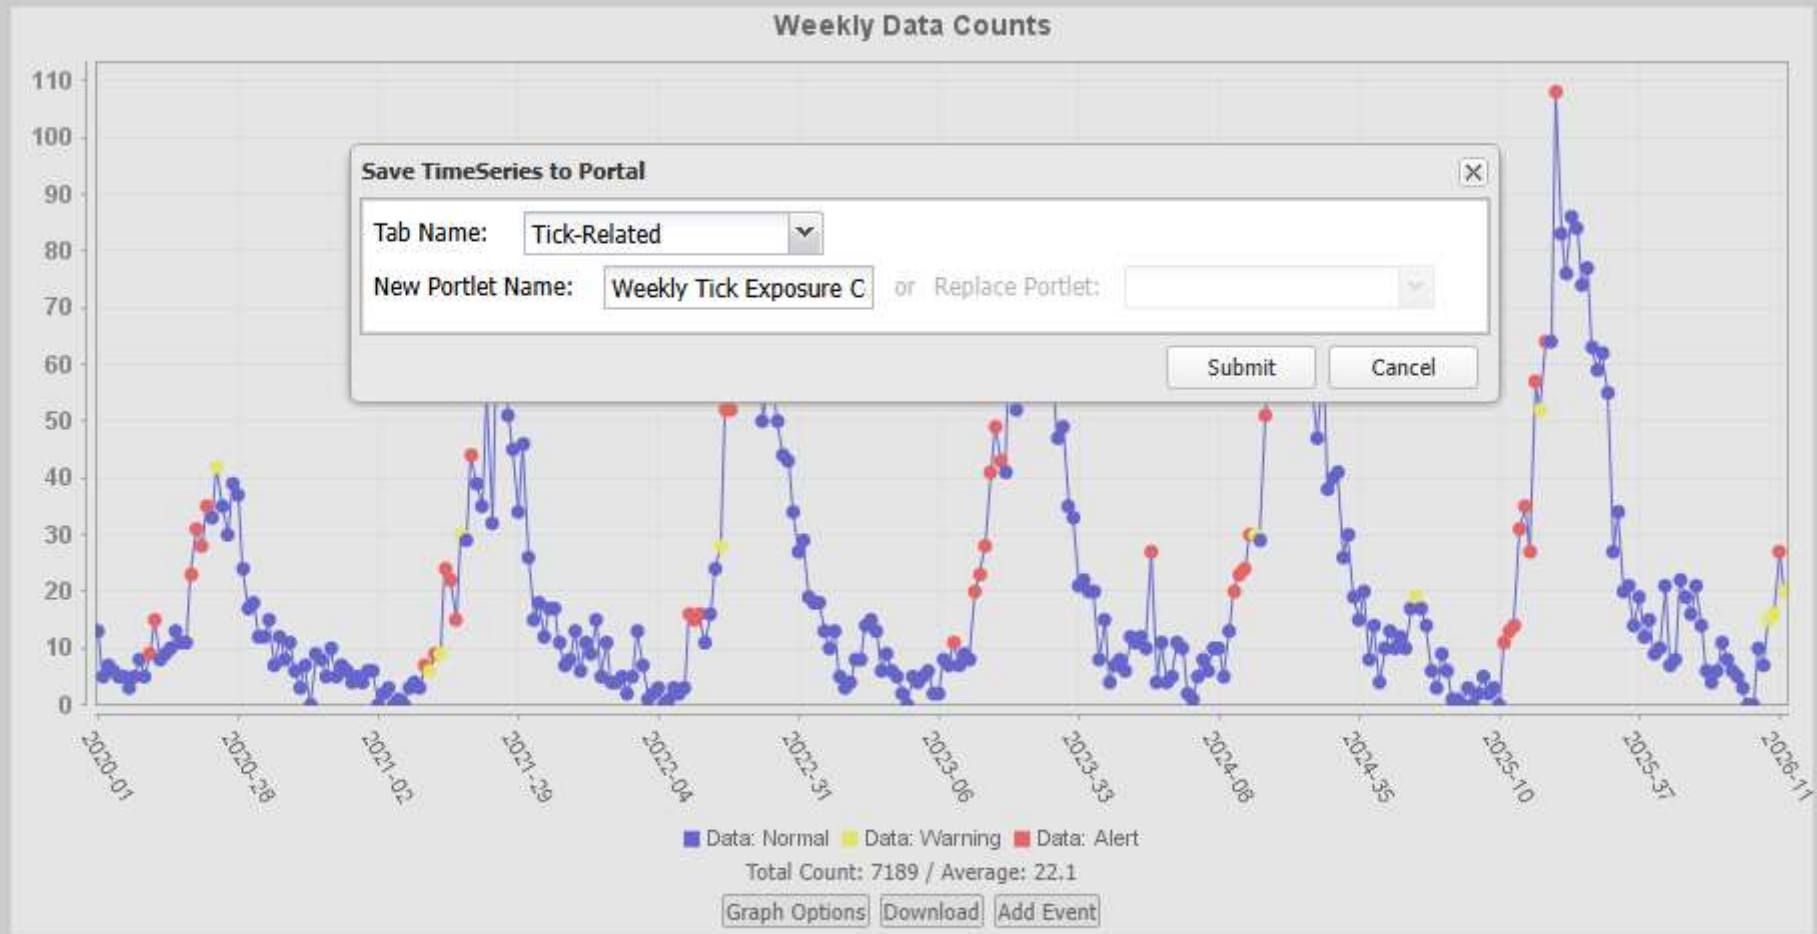 Weekly Data Counts
110
100
90
80
70
60
50
40
30
20
10
0
Save TimeSeries to Portal
Tab Name: Tick-Related
New Portlet Name: Weekly Tick Exposure C or Replace Portlet:
Submit Cancel
2020-01 2020-28 2021-02 2021-29 2022-04 2022-31 2023-06 2023-33 2024-08 2024-35 2025-10 2025-37 2026-11
Data: Normal Data: Warning Data: Alert
Total Count: 7189 / Average: 22.1
Graph Options Download Add Event